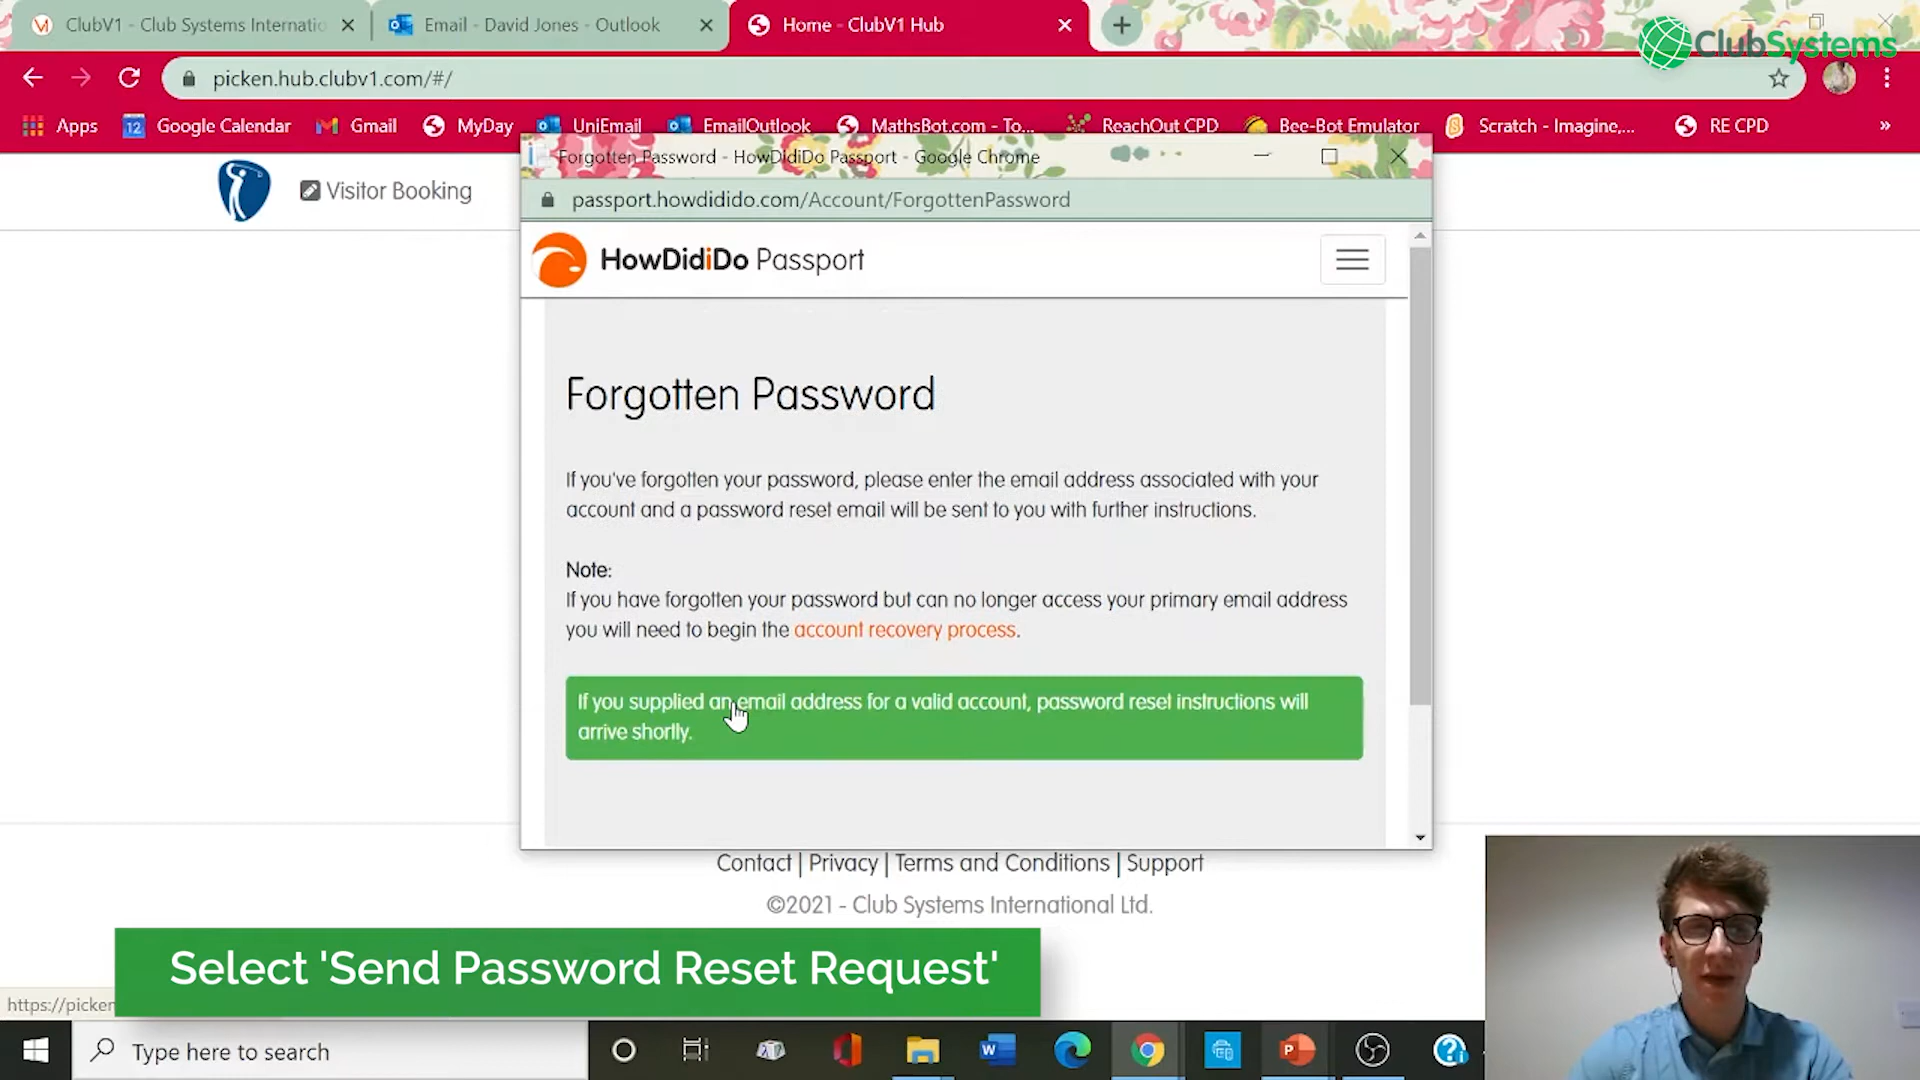 ClubV1 - Club Systems Internatio
Email - David Jones - Outlook
Home - ClubV1 Hub
ClubSystems
picken.hub.clubv1.com/#/
Apps
12
Google Calendar
Gmail
MyDay
UniEmail
EmailOutlook
MathsBot.com - To...
ReachOut CPD
Bee-Bot Emulator
Scratch - Imagine,...
RE CPD
»
Visitor Booking
Forgotten Password - HowDidiDo Passport - Google Chrome
passport.howdidido.com/Account/ForgottenPassword
HowDidiDo Passport
Forgotten Password
If you've forgotten your password, please enter the email address associated with your
account and a password reset email will be sent to you with further instructions.
Note:
If you have forgotten your password but can no longer access your primary email address
you will need to begin the account recovery process.
If you supplied an email address for a valid account, password reset instructions will
arrive shortly.
Contact | Privacy | Terms and Conditions | Support
©2021 - Club Systems International Ltd.
Select 'Send Password Reset Request'
https://picken
Type here to search